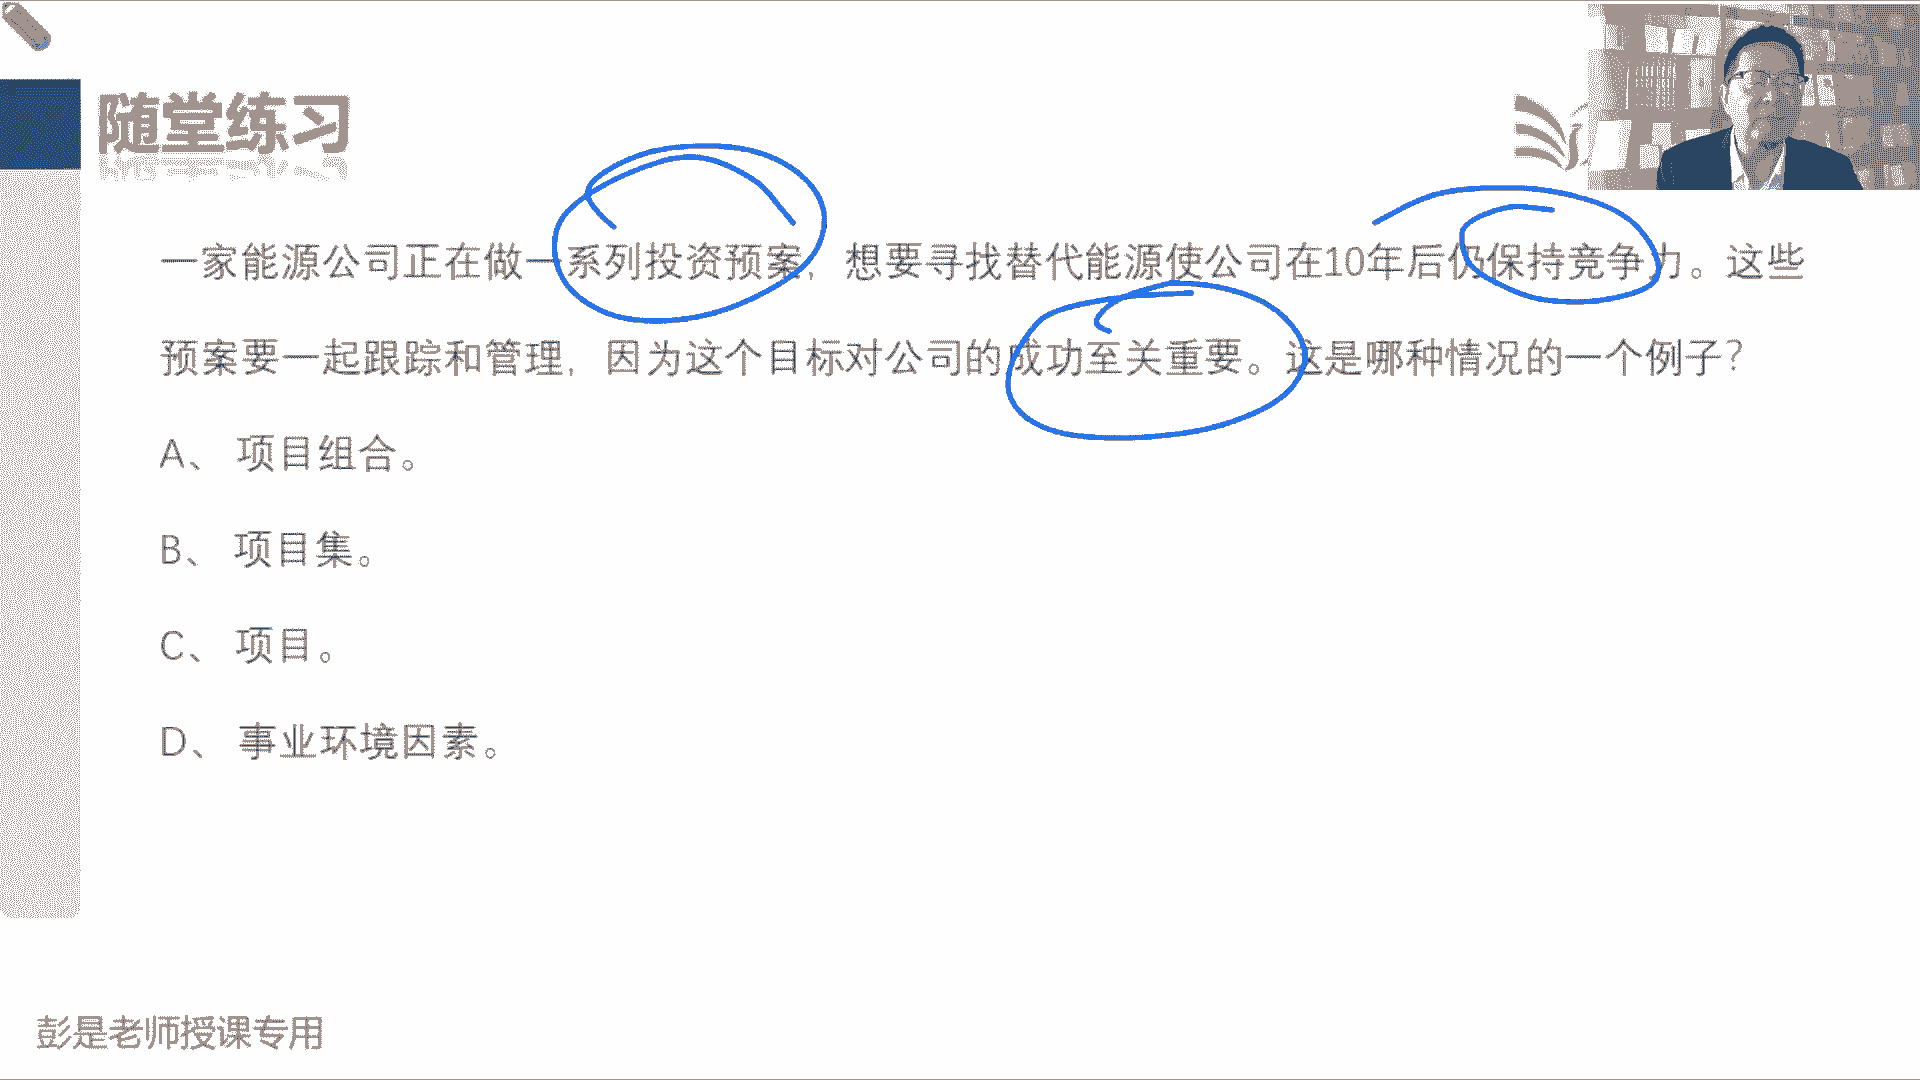 随堂练习
一家能源公司正在做一系列投资预案，想要寻找替代能源使公司在10年后仍保持竞争力。这些
预案要一起跟踪和管理，因为这个目标对公司的成功至关重要。这是哪种情况的一个例子？
A、 项目组合。
B、 项目集。
C、 项目。
D、 事业环境因素。
彭是老师授课专用